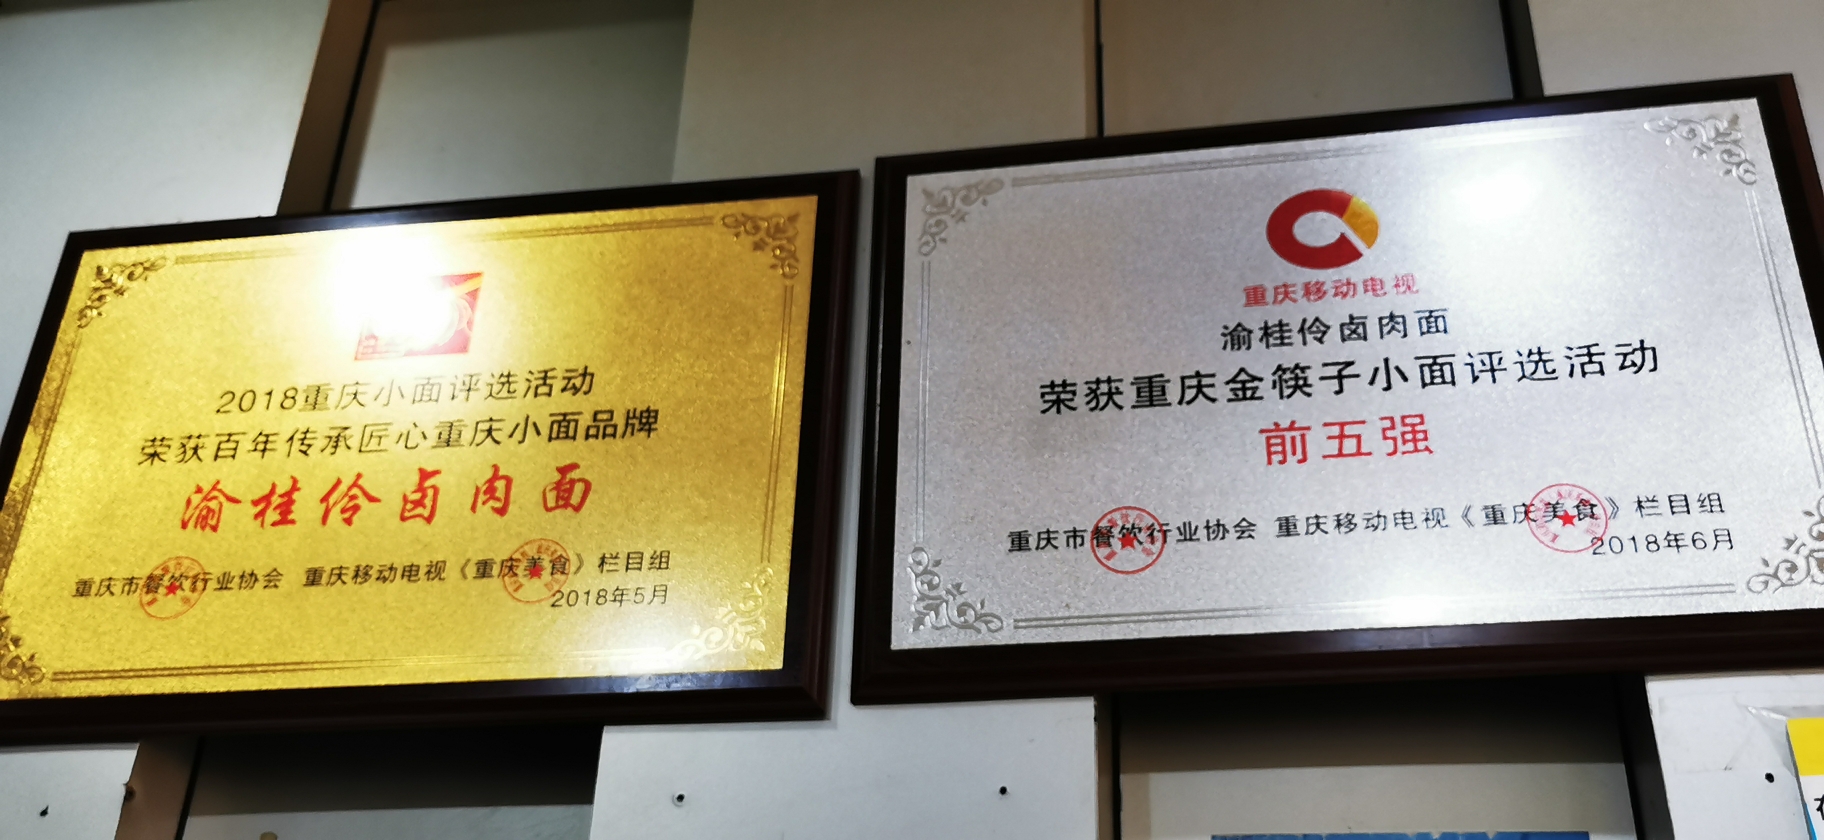 2018重庆小面评选活动
荣获百年传承匠心重庆小面品牌
渝桂伶卤肉面
重庆市餐饮行业协会 重庆移动电视《重庆美食》栏目组
2018年5月
重庆移动电视
渝桂伶卤肉面
荣获重庆金筷子小面评选活动
前五强
重庆市餐饮行业协会 重庆移动电视《重庆美食》栏目组
2018年6月